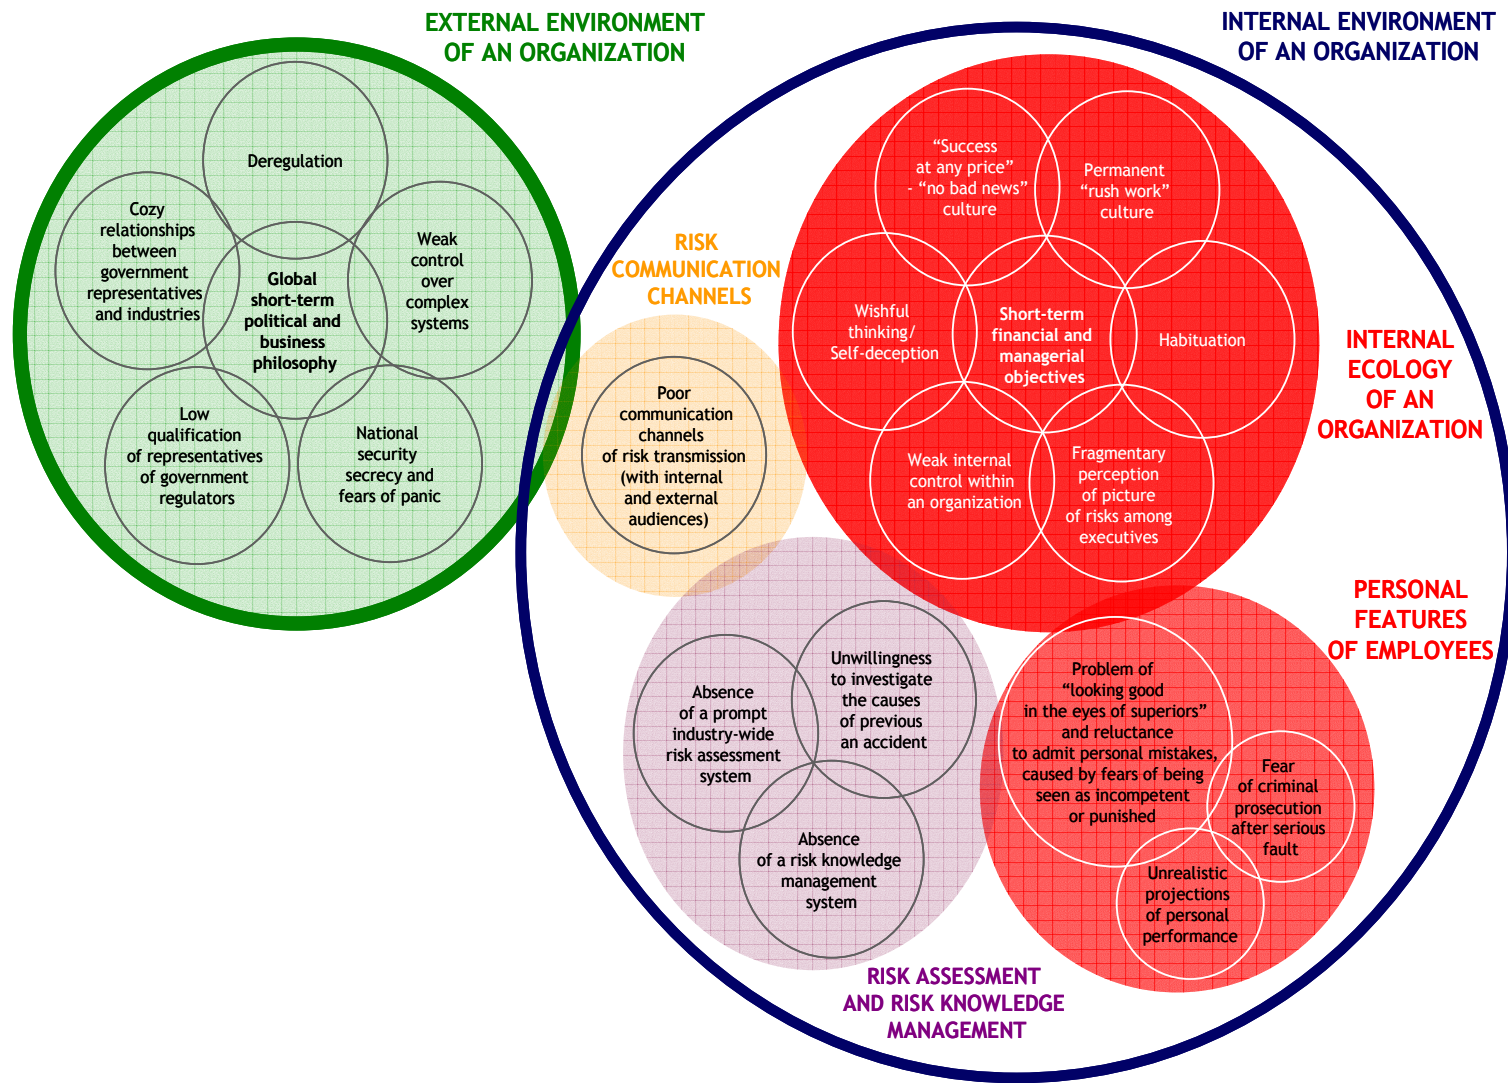 EXTERNAL ENVIRONMENT
OF AN ORGANIZATION
Deregulation
Cozy
relationships
between
government
representatives
and industries
Weak
control
over
complex
systems
Global
short-term
political and
business
philosophy
Low
qualification
of representatives
of government
regulators
National
security
secrecy and
fears of panic
INTERNAL ENVIRONMENT
OF AN ORGANIZATION
RISK
COMMUNICATION
CHANNELS
Poor
communication
channels
of risk transmission
(with internal
and external
audiences)
“Success
at any price”
- “no bad news”
culture
Permanent
“rush work”
culture
Wishful
thinking/
Self-deception
Short-term
financial and
managerial
objectives
Habituation
Weak internal
control within
an organization
Fragmentary
perception
of picture
of risks among
executives
INTERNAL
ECOLOGY
OF AN
ORGANIZATION
PERSONAL
FEATURES
OF EMPLOYEES
Problem of
“looking good
in the eyes of superiors”
and reluctance
to admit personal mistakes,
caused by fears of being
seen as incompetent
or punished
Fear
of criminal
prosecution
after serious
fault
Unrealistic
projections
of personal
performance
Absence
of a prompt
industry-wide
risk assessment
system
Unwillingness
to investigate
the causes
of previous
an accident
Absence
of a risk knowledge
management
system
RISK ASSESSMENT
AND RISK KNOWLEDGE
MANAGEMENT